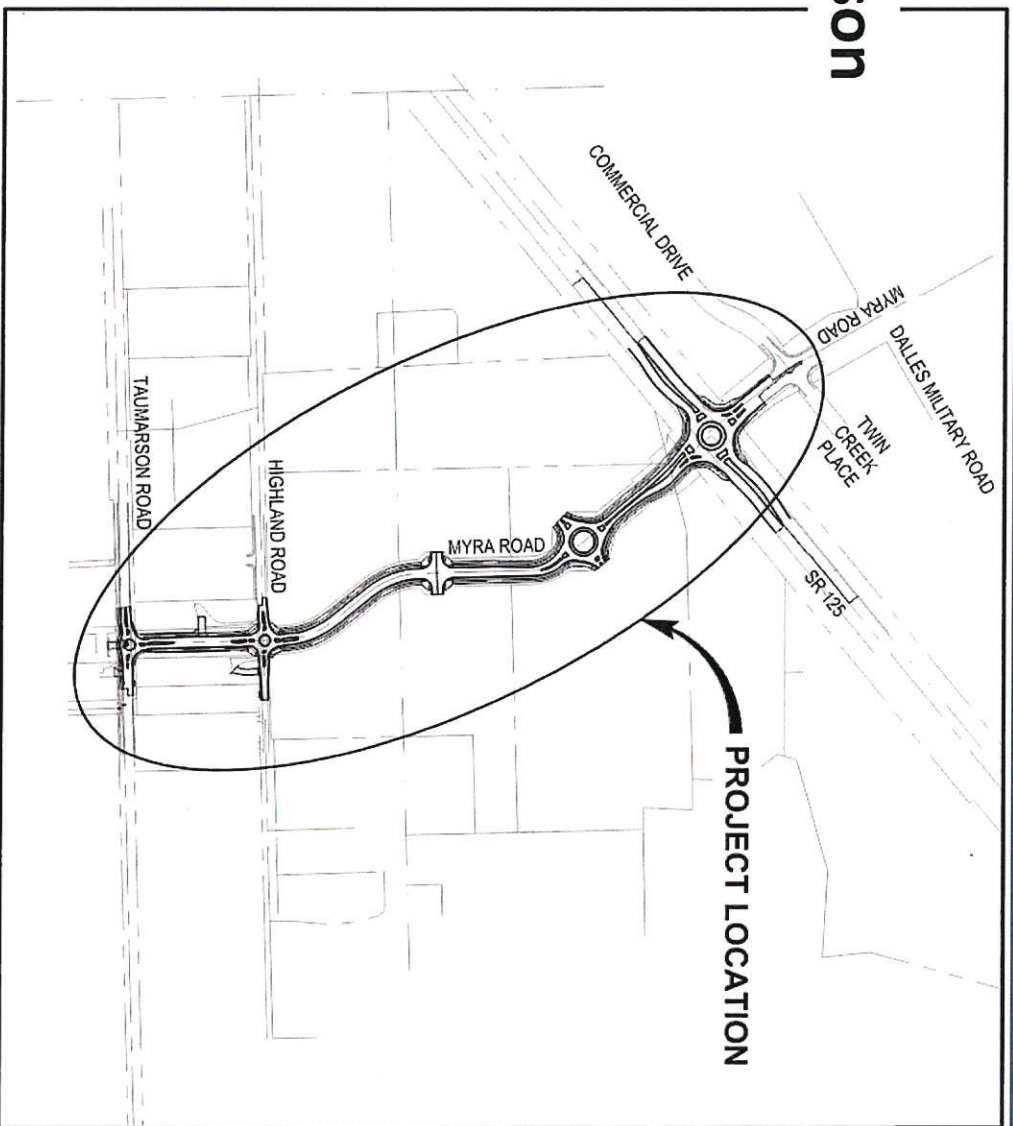 son
COMMERCIAL DRIVE
MYRA ROAD
DALLES MILITARY ROAD
TWIN
CREEK
PLACE
SR 125
MYRA ROAD
HIGHLAND ROAD
TAUMARSON ROAD
PROJECT LOCATION